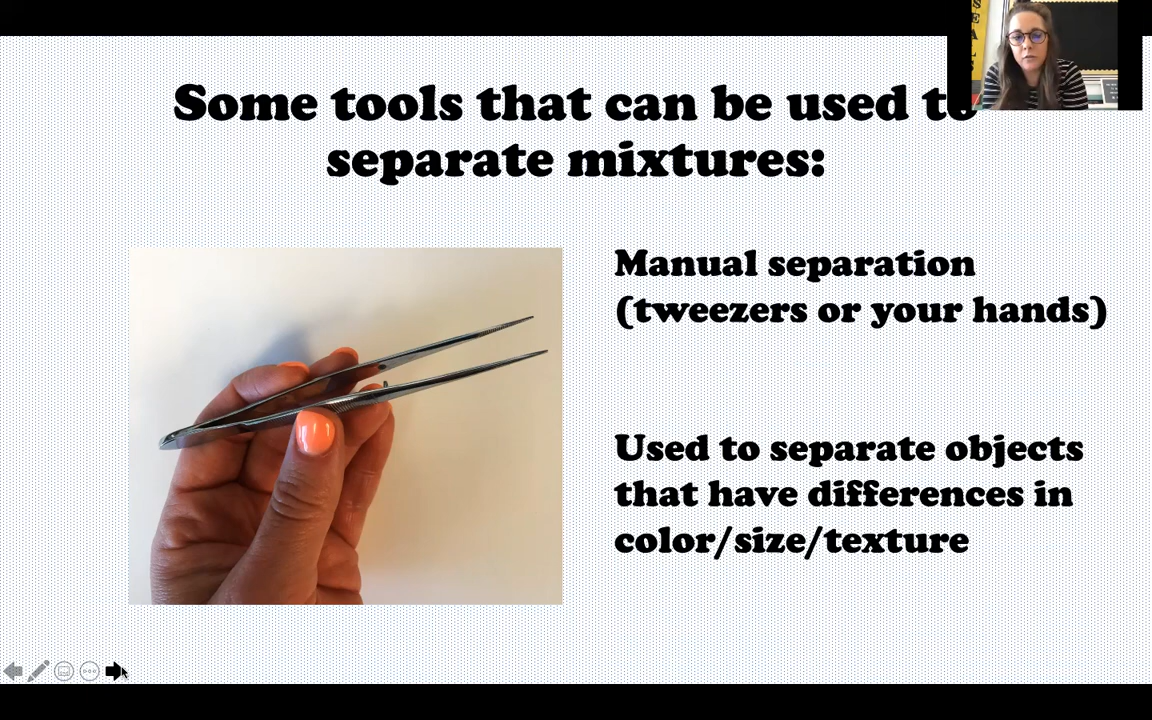 Some tools that can be used to
separate mixtures:
Manual separation
(tweezers or your hands)
Used to separate objects
that have differences in
color/size/texture